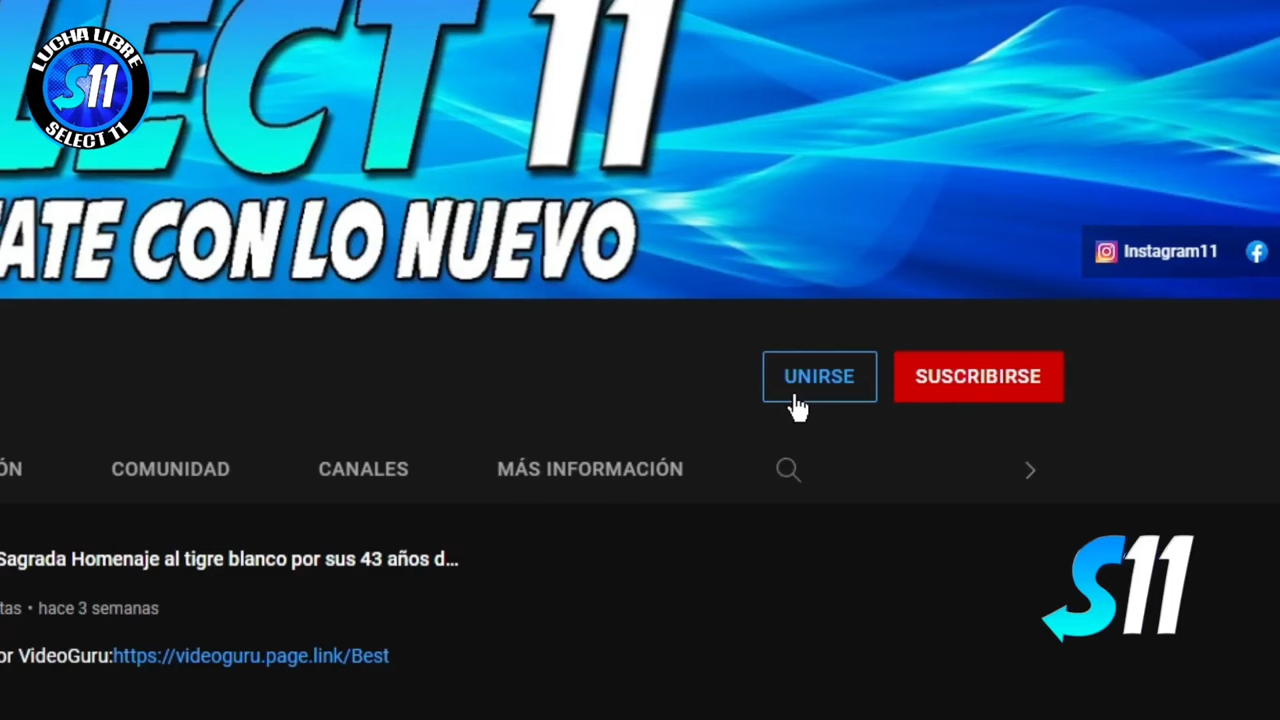 LECT 11
LUCHA LIBRE
S11
SELECT 11
ATE CON LO NUEVO
Instagram11
UNIRSE
SUSCRIBIRSE
ÓN
COMUNIDAD
CANALES
MÁS INFORMACIÓN
Sagrada Homenaje al tigre blanco por sus 43 años d...
tas • hace 3 semanas
S11
or VideoGuru:https://videoguru.page.link/Best